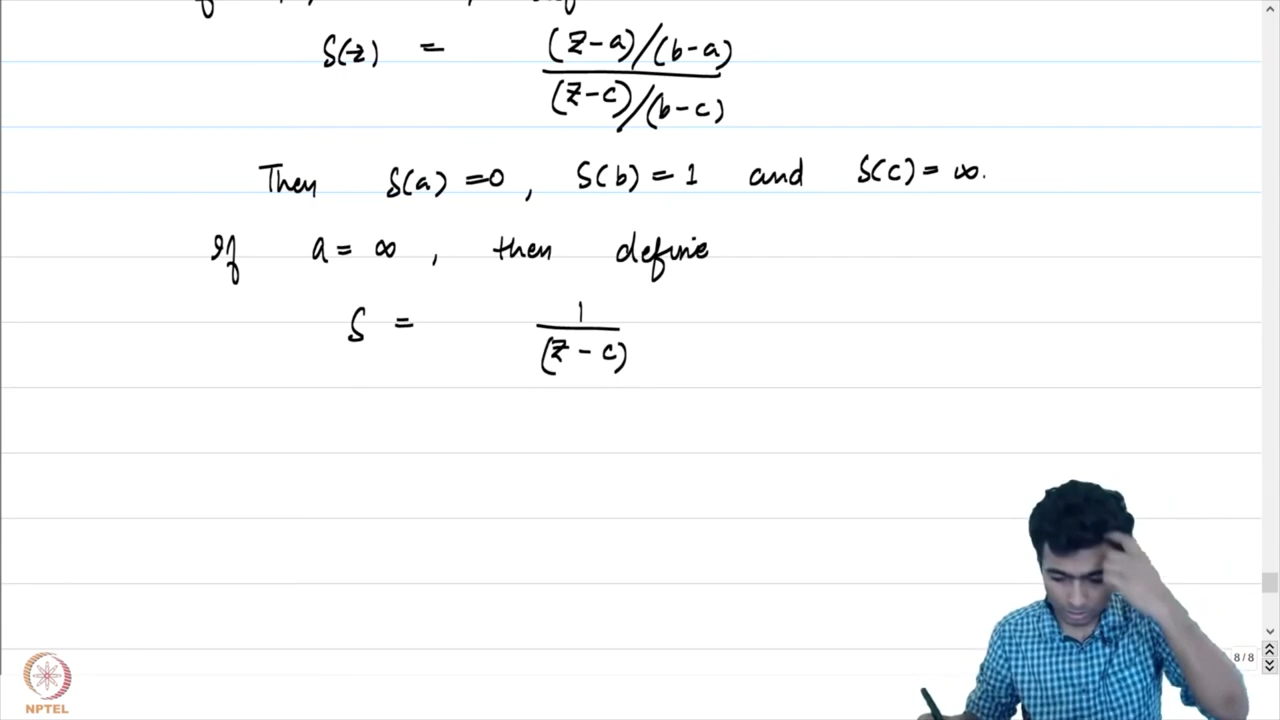 S(z) = (z-a)/(b-a)
(z-c)/(b-c)
Then S(a) = 0, S(b) = 1 and S(c) = ∞.
If a = ∞, then define
S = 1
(z - c)
8/8
NPTEL